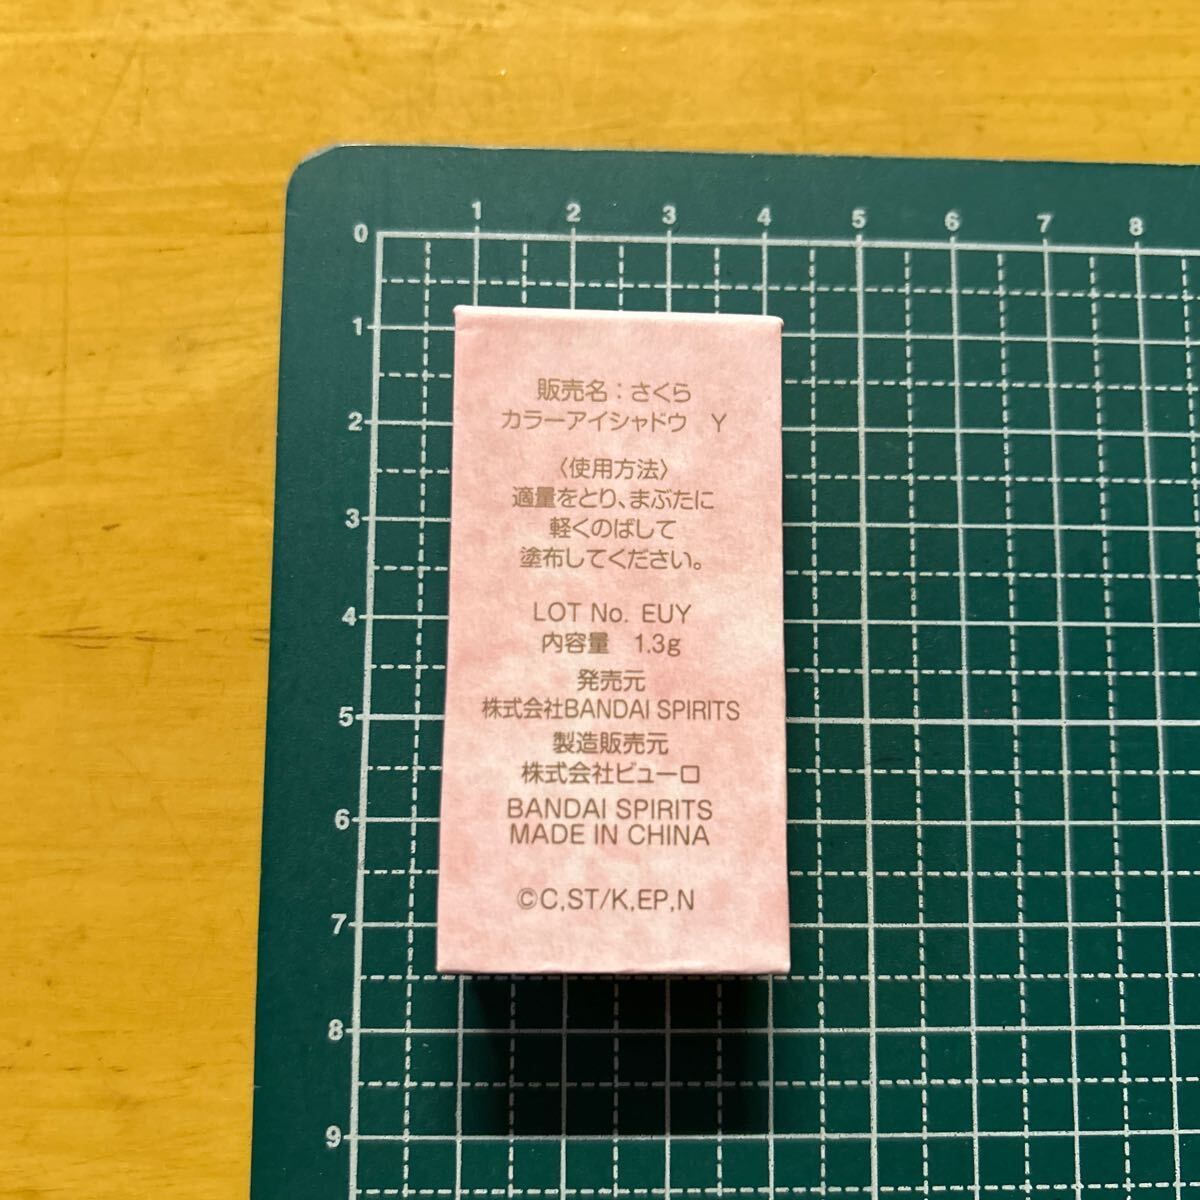 0 1 2 3 4 5 6 7 8
1
2
3
4
5
6
7
8
9
販売名：さくら
カラーアイシャドウ Y
〈使用方法〉
適量をとり、まぶたに
軽くのばして
塗布してください。
LOT No. EUY
内容量 1.3g
発売元
株式会社BANDAI SPIRITS
製造販売元
株式会社ビューロ
BANDAI SPIRITS
MADE IN CHINA
©C,ST/K,EP,N